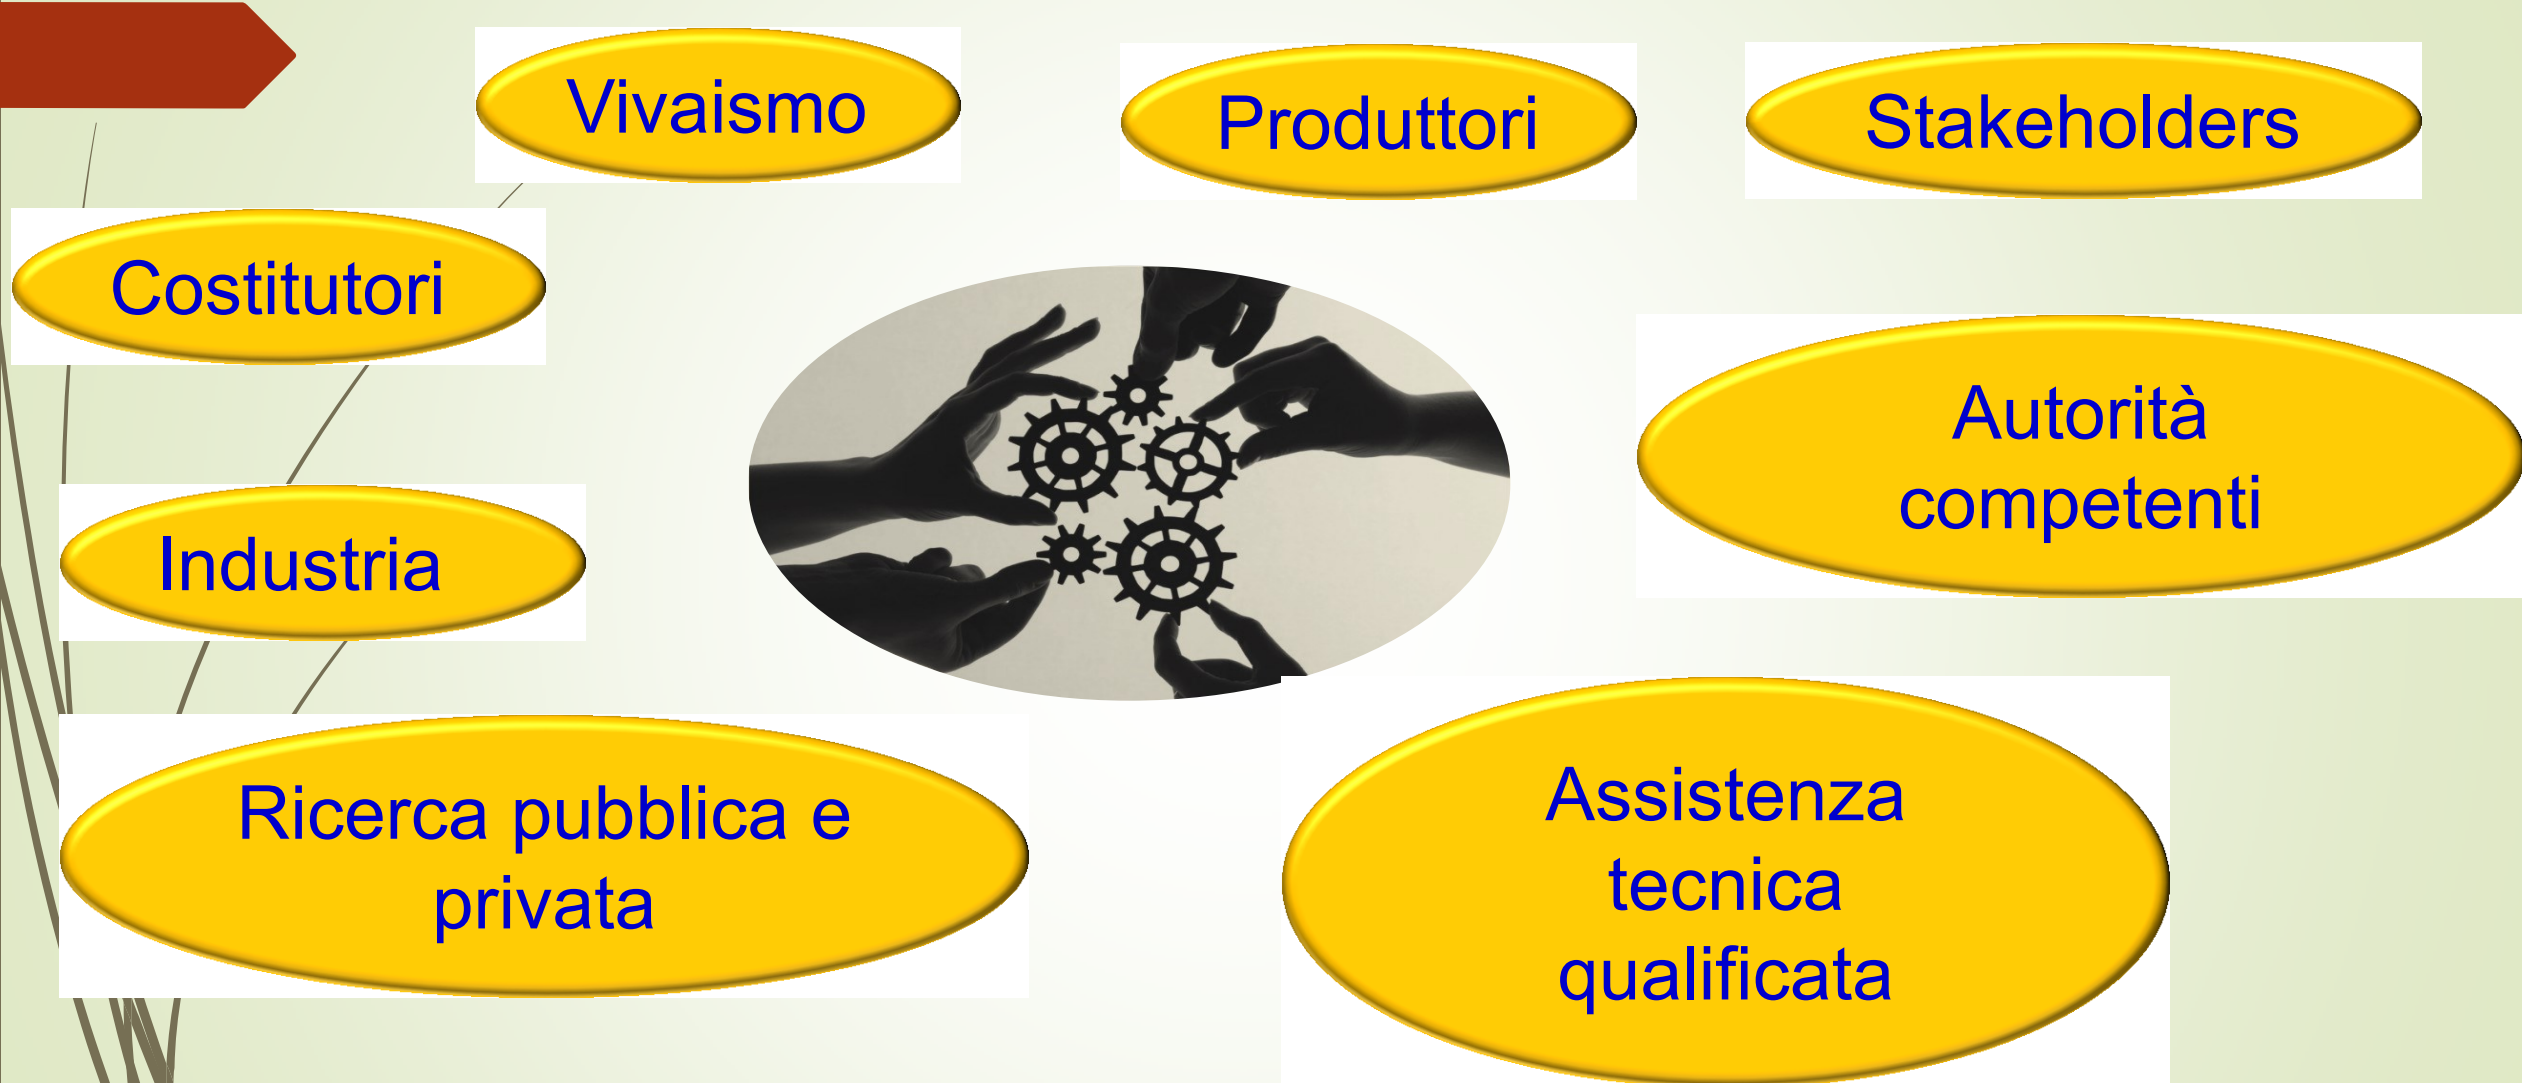 Vivaismo
Produttori
Stakeholders
Costitutori
Autorità
competenti
Industria
Ricerca pubblica e
privata
Assistenza
tecnica
qualificata